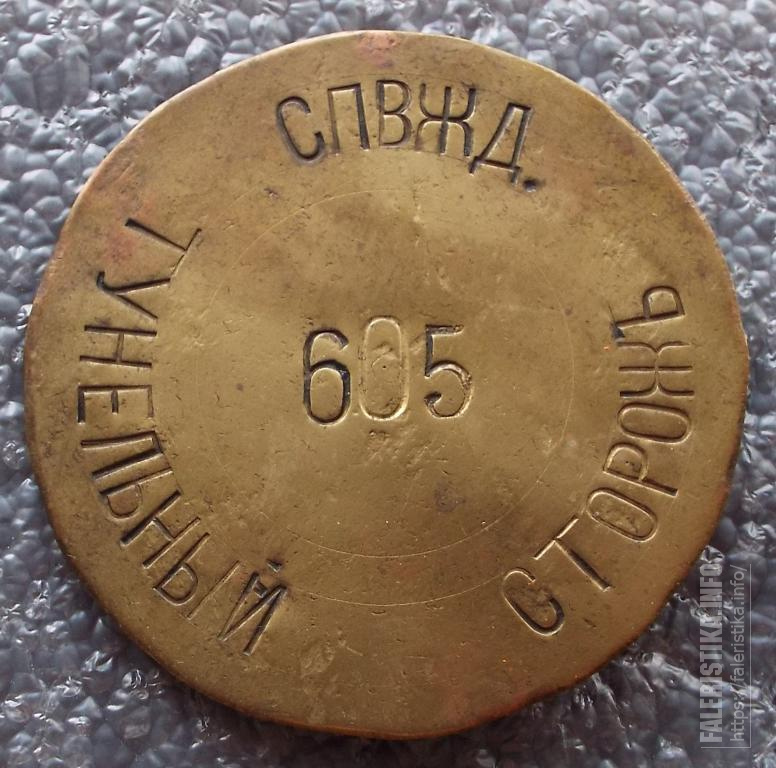 СПВЖД.
ТУНЕЛЬНЫЙ
СТОРОЖЪ
605
FALERISTIKA.INFO
https://faleristika.info/